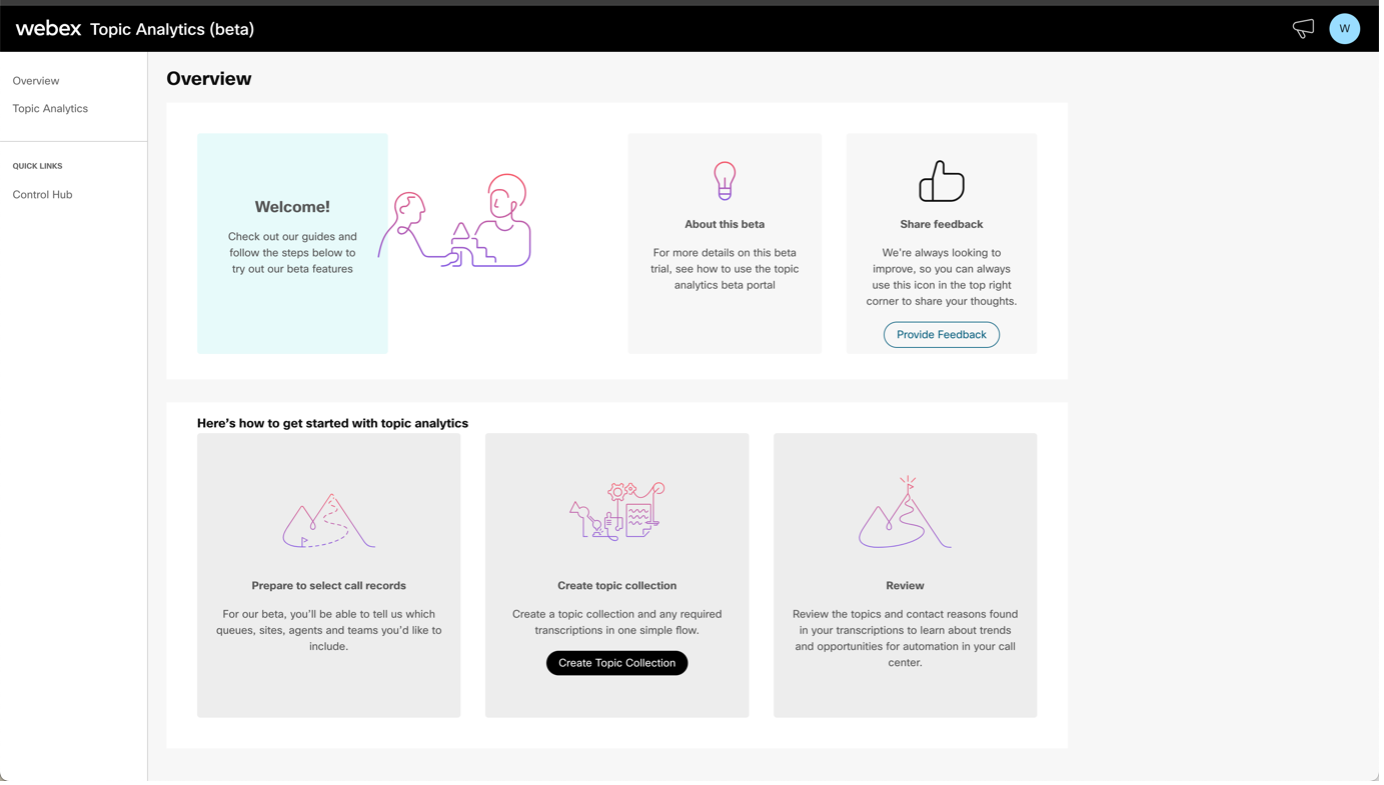 webex Topic Analytics (beta)
W
Overview
Topic Analytics
QUICK LINKS
Control Hub
Overview
Welcome!
Check out our guides and
follow the steps below to
try out our beta features
About this beta
For more details on this beta
trial, see how to use the topic
analytics beta portal
Share feedback
We're always looking to
improve, so you can always
use this icon in the top right
corner to share your thoughts.
Provide Feedback
Here's how to get started with topic analytics
Prepare to select call records
For our beta, you'll be able to tell us which
queues, sites, agents and teams you'd like to
include.
Create topic collection
Create a topic collection and any required
transcriptions in one simple flow.
Create Topic Collection
Review
Review the topics and contact reasons found
in your transcriptions to learn about trends
and opportunities for automation in your call
center.